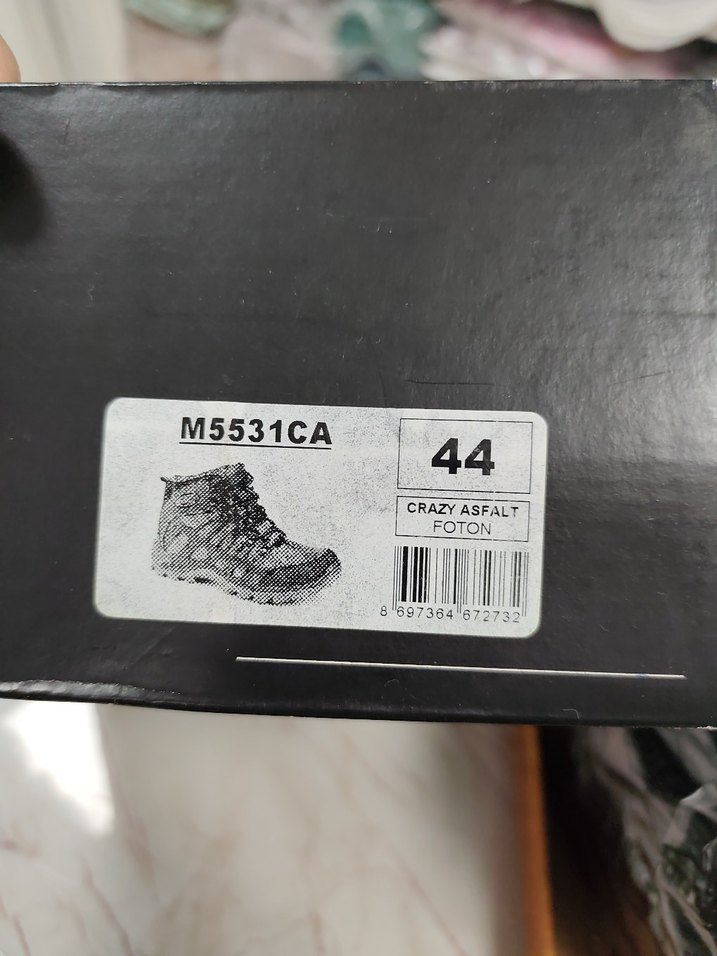 M5531CA
44
CRAZY ASFALT
FOTON
8 697364 672732